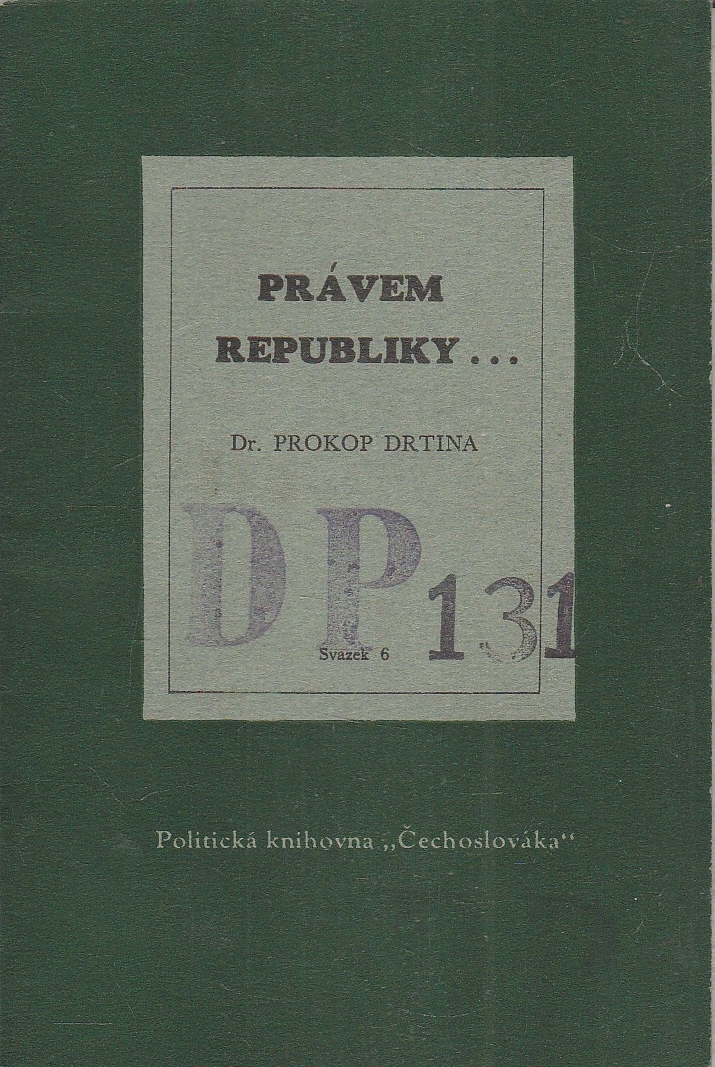 PRÁVEM
REPUBLIKY...
Dr. PROKOP DRTINA
DP 131
Svazek 6
Politická knihovna „Čechoslováka“